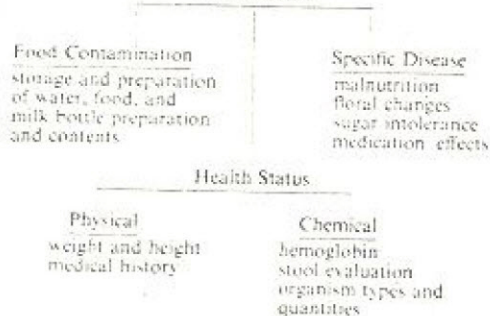 Food Contamination
storage and preparation
of water, food, and
milk bottle preparation
and contents
Specific Disease
malnutrition
floral changes
sugar intolerance
medication effects
Health Status
Physical
weight and height
medical history
Chemical
hemoglobin
stool evaluation
organism types and
quantities